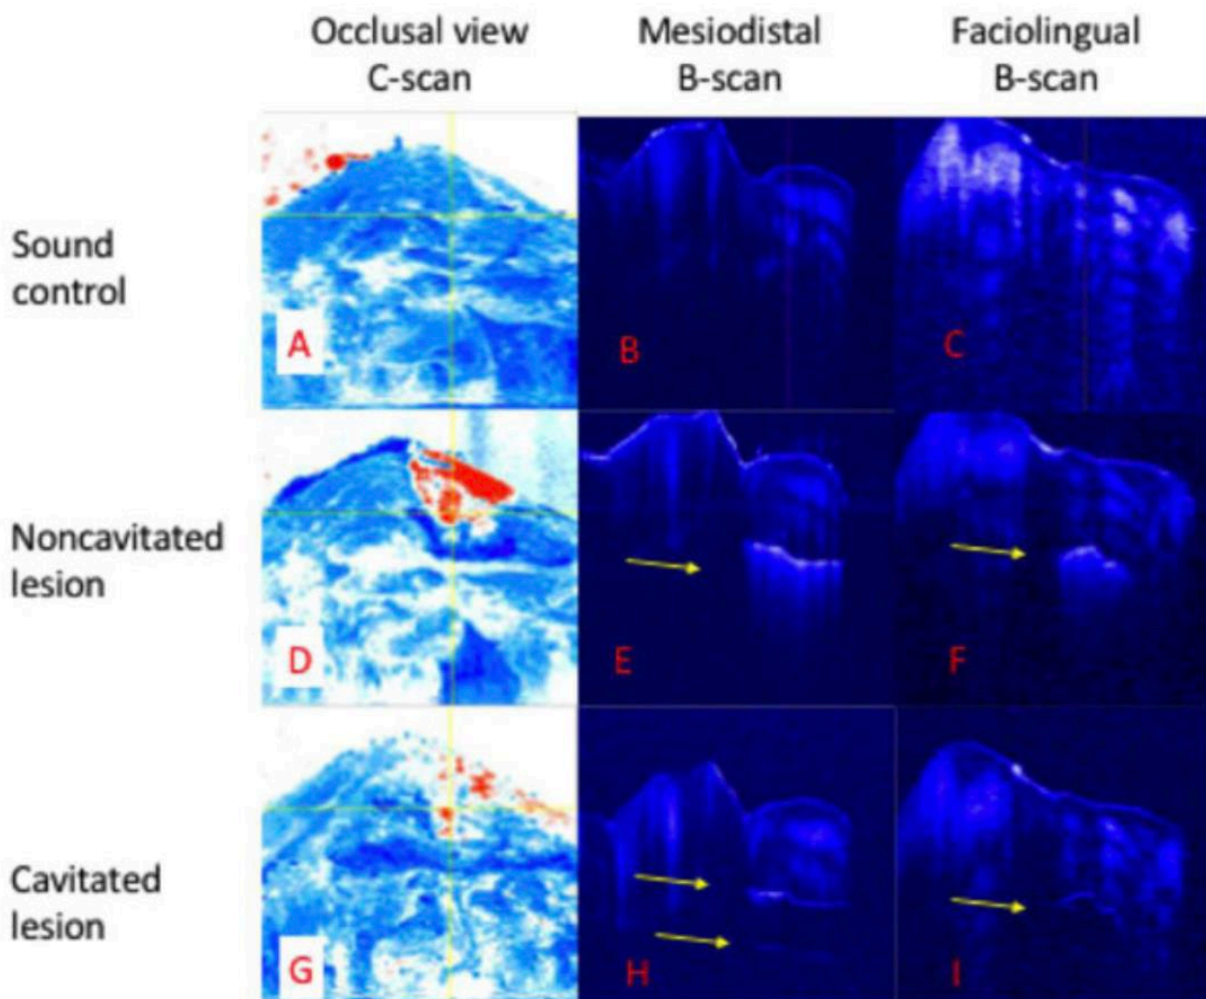 Occlusal view
C-scan
Mesiodistal
B-scan
Faciolingual
B-scan
Sound
control
A
B
C
Noncavitated
lesion
D
E
F
Cavitated
lesion
G
H
I